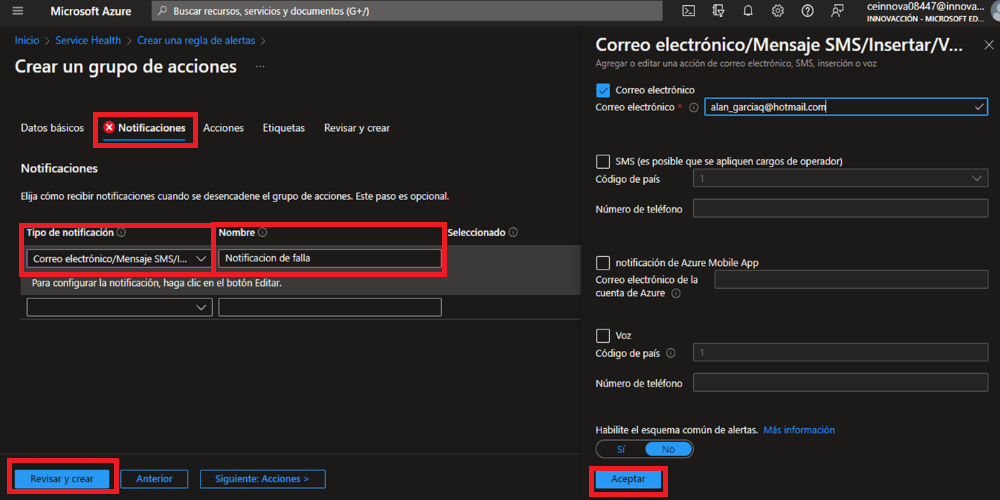 Microsoft Azure
Buscar recursos, servicios y documentos (G+/)
ceinnova08447@innova...
INNOVACCIÓN - MICROSOFT ED...
Inicio > Service Health > Crear una regla de alertas >
Crear un grupo de acciones ...
Datos básicos
Notificaciones
Acciones
Etiquetas
Revisar y crear
Notificaciones
Elija cómo recibir notificaciones cuando se desencadene el grupo de acciones. Este paso es opcional.
Tipo de notificación
Nombre
Seleccionado
Correo electrónico/Mensaje SMS/I...
Notificacion de falla
Para configurar la notificación, haga clic en el botón Editar.
Revisar y crear
Anterior
Siguiente: Acciones >
Correo electrónico/Mensaje SMS/Insertar/V...
Agregar o editar una acción de correo electrónico, SMS, inserción o voz
Correo electrónico
Correo electrónico *
alan_garciaq@hotmail.com
SMS (es posible que se apliquen cargos de operador)
Código de país
1
Número de teléfono
notificación de Azure Mobile App
Correo electrónico de la
cuenta de Azure
Voz
Código de país
1
Número de teléfono
Habilite el esquema común de alertas. Más información
Sí
No
Aceptar